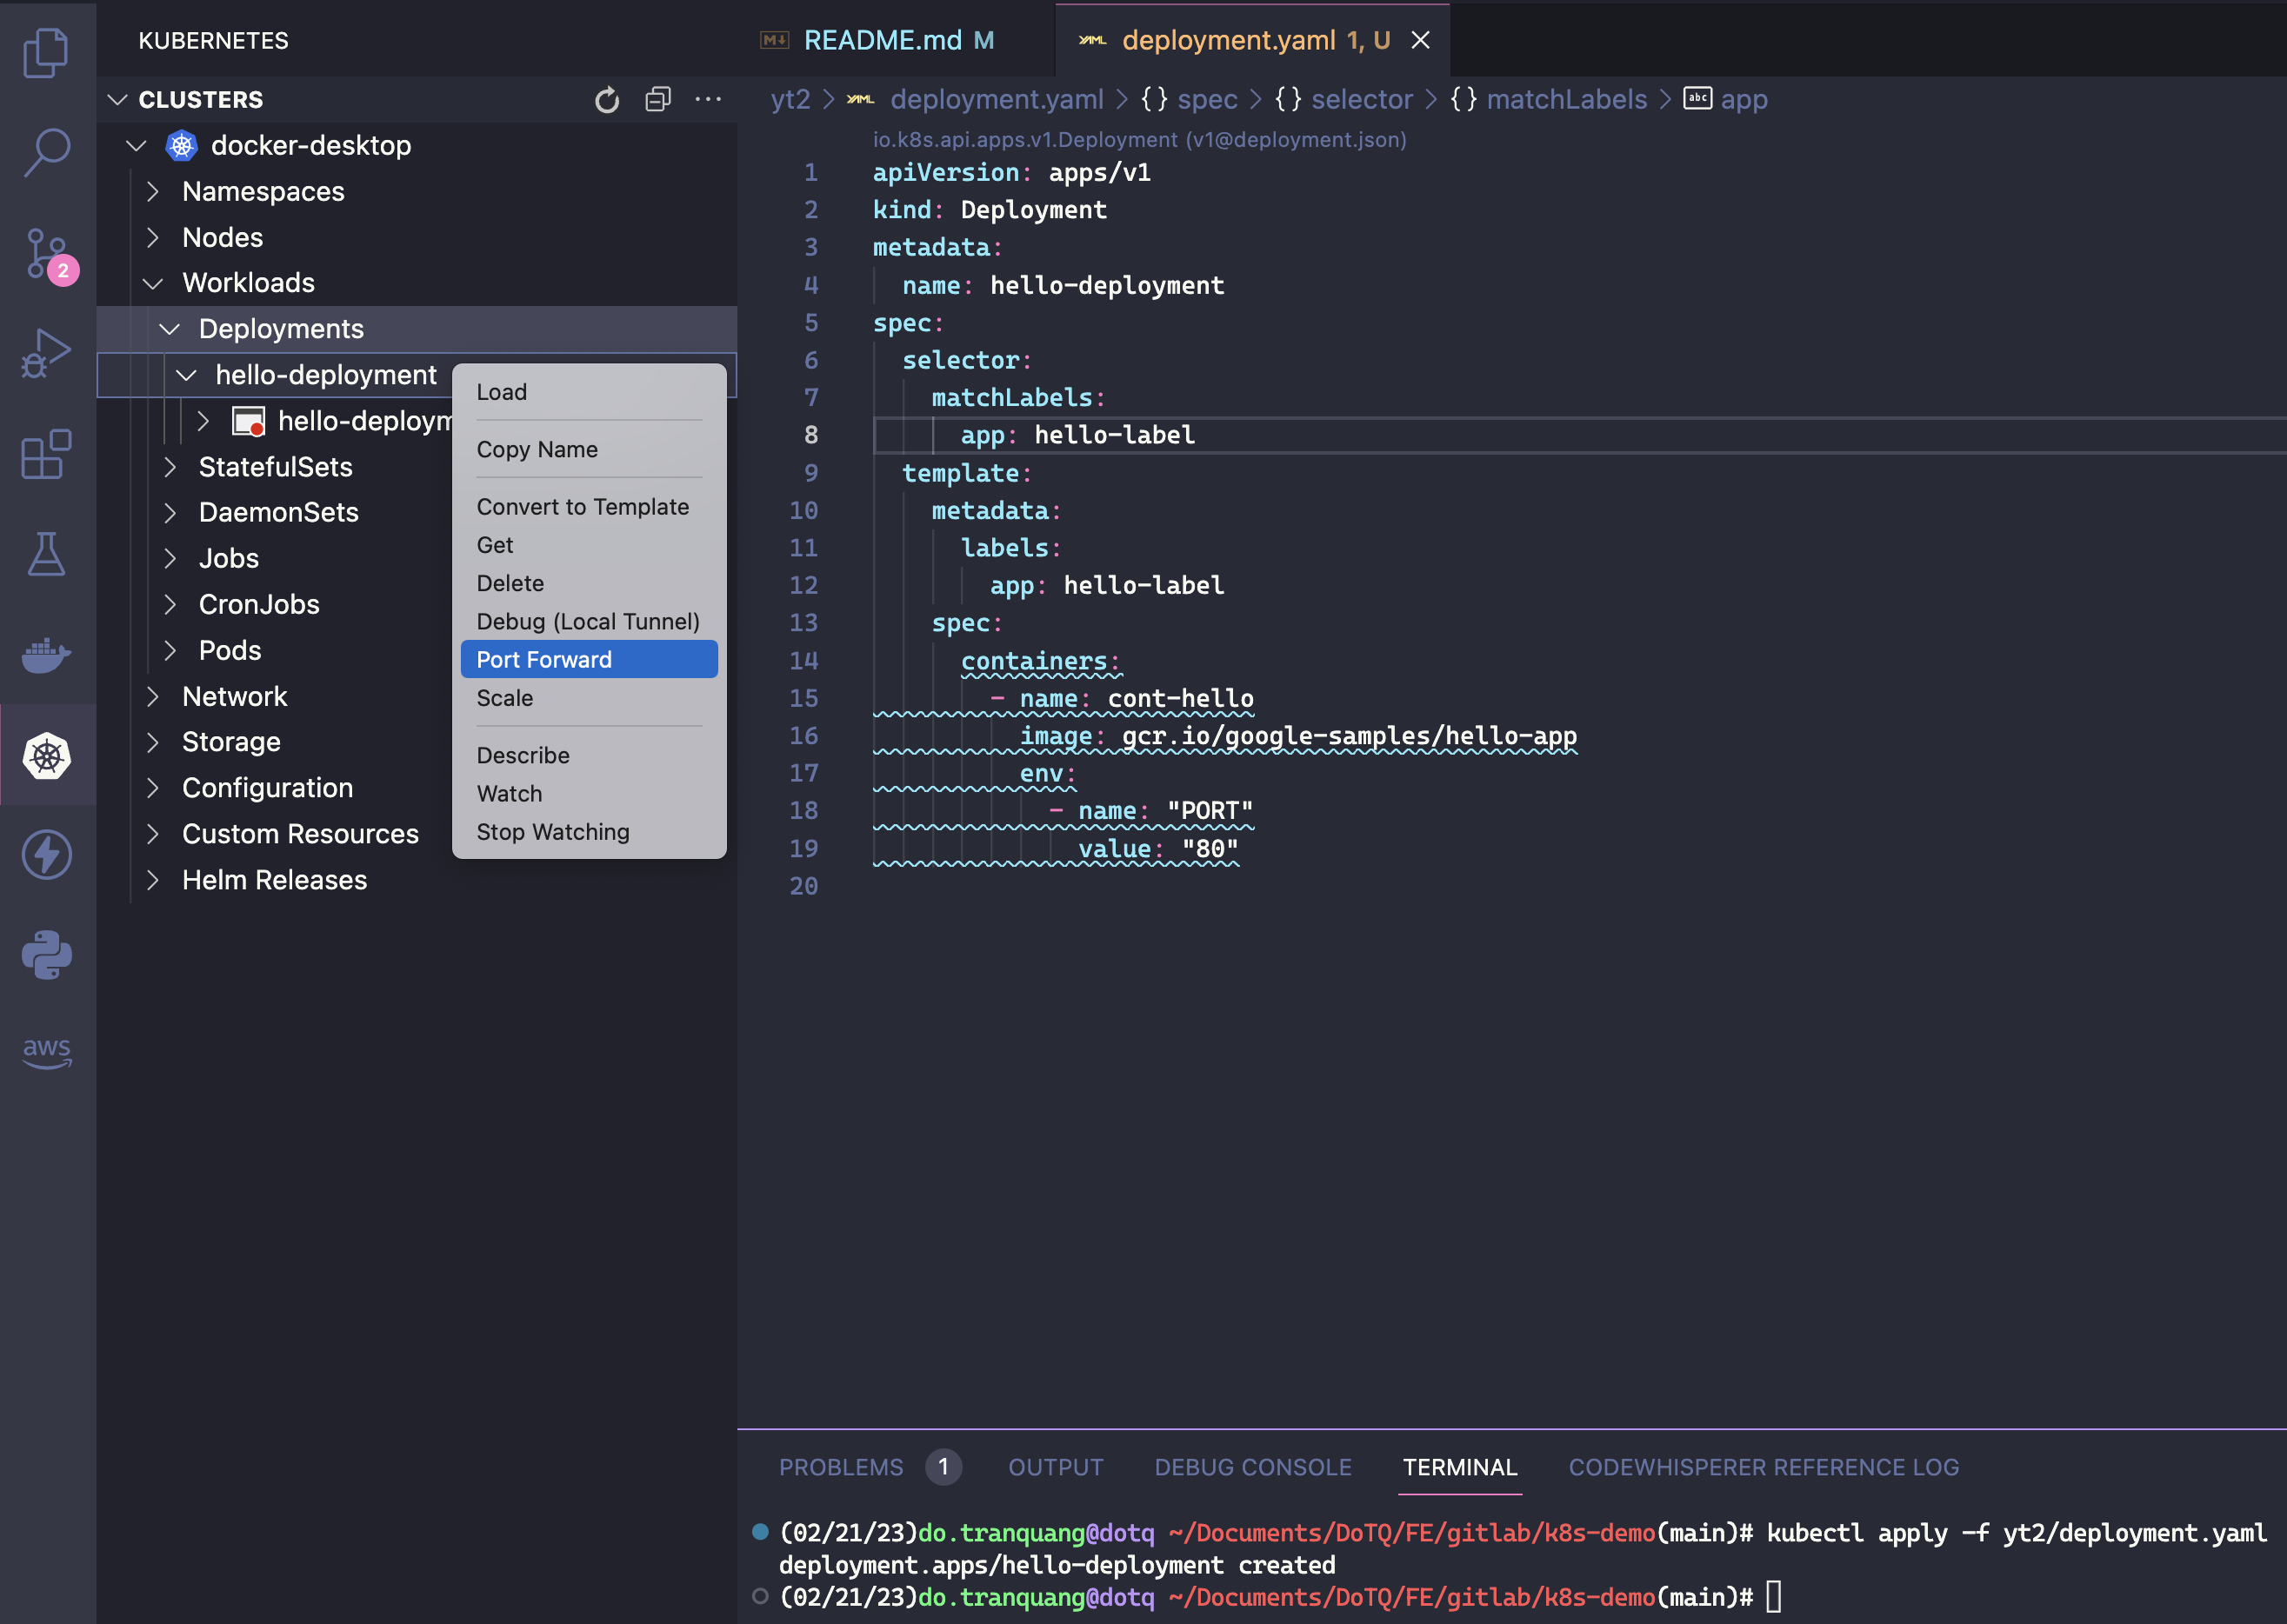 KUBERNETES
CLUSTERS
docker-desktop
Namespaces
Nodes
Workloads
Deployments
hello-deployment
hello-deploym
StatefulSets
DaemonSets
Jobs
CronJobs
Pods
Network
Storage
Configuration
Custom Resources
Helm Releases
2
aws
Load
Copy Name
Convert to Template
Get
Delete
Debug (Local Tunnel)
Port Forward
Scale
Describe
Watch
Stop Watching
README.md M
YAML deployment.yaml 1, U
yt2 > YAML deployment.yaml > {} spec > {} selector > {} matchLabels > abc app
io.k8s.api.apps.v1.Deployment (v1@deployment.json)
1 apiVersion: apps/v1
2 kind: Deployment
3 metadata:
4   name: hello-deployment
5 spec:
6   selector:
7     matchLabels:
8       app: hello-label
9   template:
10     metadata:
11       labels:
12         app: hello-label
13     spec:
14       containers:
15         - name: cont-hello
16           image: gcr.io/google-samples/hello-app
17           env:
18             - name: "PORT"
19               value: "80"
20
PROBLEMS 1 OUTPUT DEBUG CONSOLE TERMINAL CODEWHISPERER REFERENCE LOG
(02/21/23)do.tranquang@dotq ~/Documents/DoTQ/FE/gitlab/k8s-demo(main)# kubectl apply -f yt2/deployment.yaml
deployment.apps/hello-deployment created
(02/21/23)do.tranquang@dotq ~/Documents/DoTQ/FE/gitlab/k8s-demo(main)#